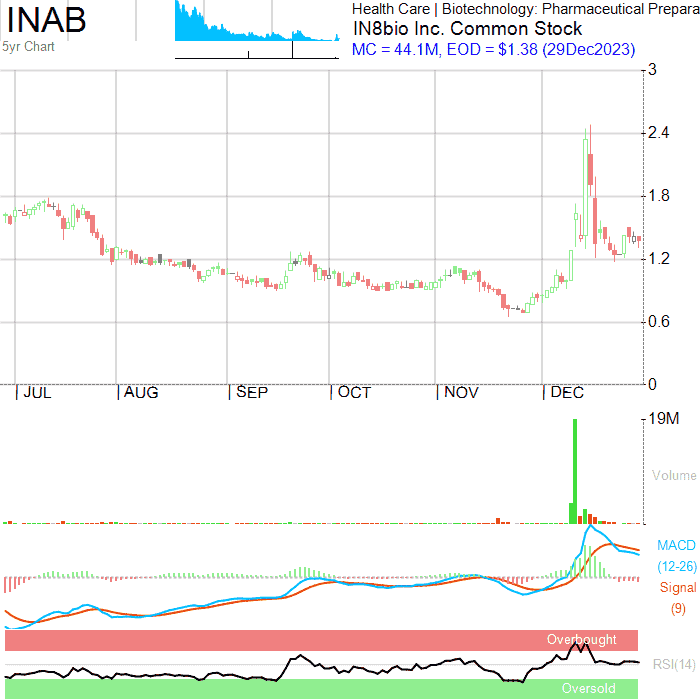 INAB
5yr Chart
Health Care | Biotechnology: Pharmaceutical Prepara
IN8bio Inc. Common Stock
MC = 44.1M, EOD = $1.38 (29Dec2023)
3
2.4
1.8
1.2
0.6
0
JUL AUG SEP OCT NOV DEC
19M
Volume
MACD
(12-26)
Signal
(9)
Overbought
RSI(14)
Oversold